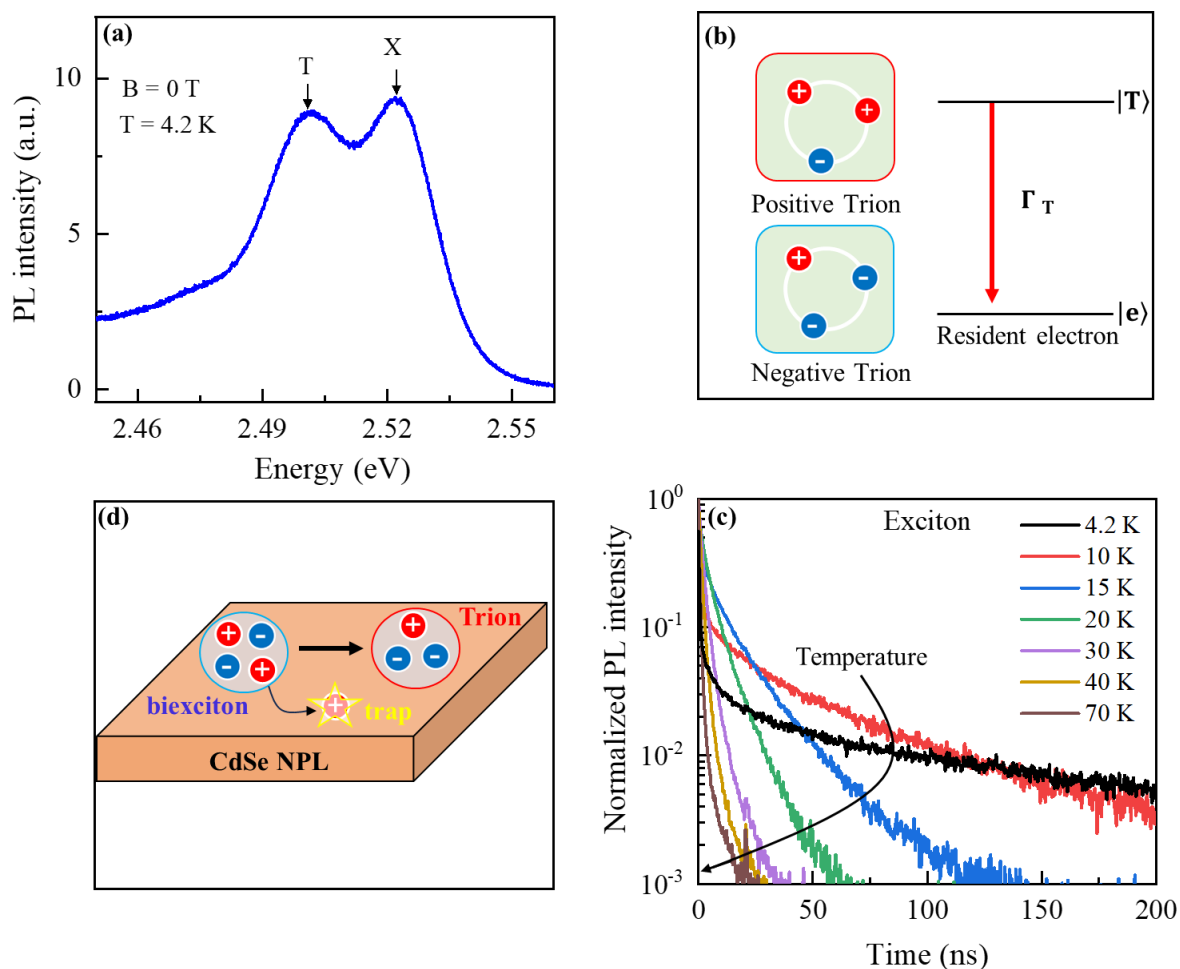 (a)
T
X
B = 0 T
T = 4.2 K
10
5
0
PL intensity (a.u.)
2.46
2.49
2.52
2.55
Energy (eV)
(b)
+
+
-
Positive Trion
+
-
-
Negative Trion
|T⟩
Γ T
|e⟩
Resident electron
(d)
+
-
-
+
biexciton
+
trap
Trion
+
-
-
CdSe NPL
(c)
Exciton
4.2 K
10 K
15 K
20 K
30 K
40 K
70 K
Temperature
10⁰
10⁻¹
10⁻²
10⁻³
Normalized PL intensity
0
50
100
150
200
Time (ns)